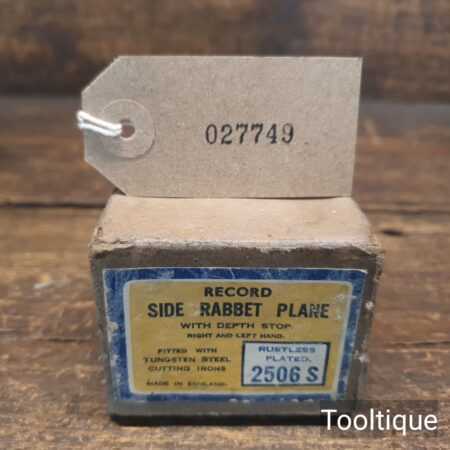 027749
RECORD
SIDE RABBET PLANE
WITH DEPTH STOP.
RIGHT AND LEFT HAND.
FITTED WITH
TUNGSTEN STEEL
CUTTING IRONS
MADE IN ENGLAND.
RUSTLESS
PLATED.
2506 S
Tooltique